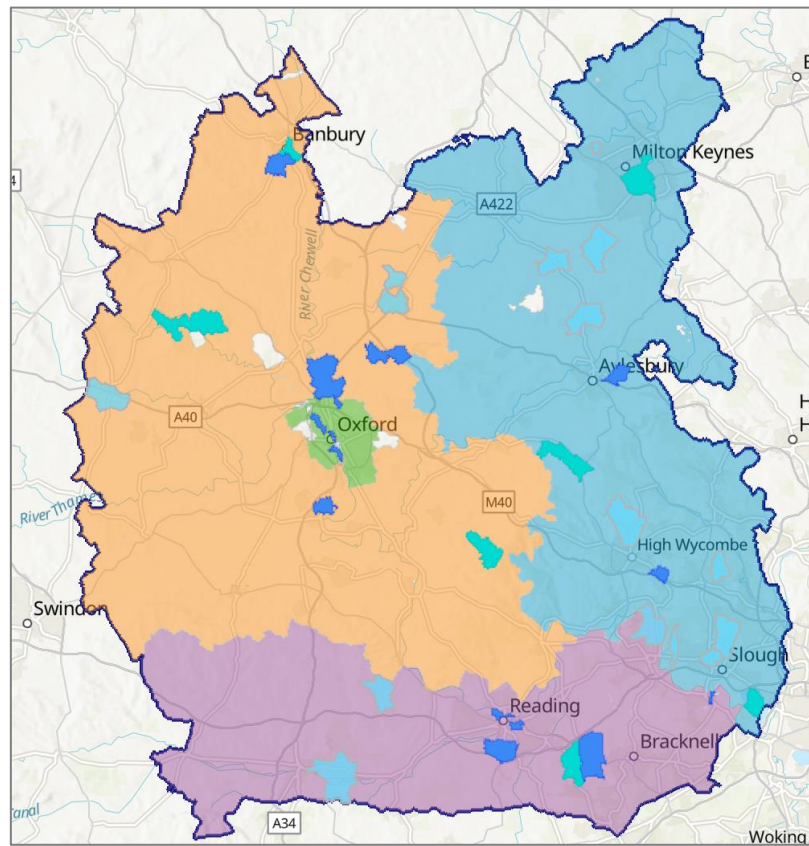 E
Banbury
Milton Keynes
4
A422
River Cherwell
Aylesbury
H
A40
Oxford
H
River Thames
M40
High Wycombe
Swindon
Slough
Reading
Bracknell
Canal
A34
Woking